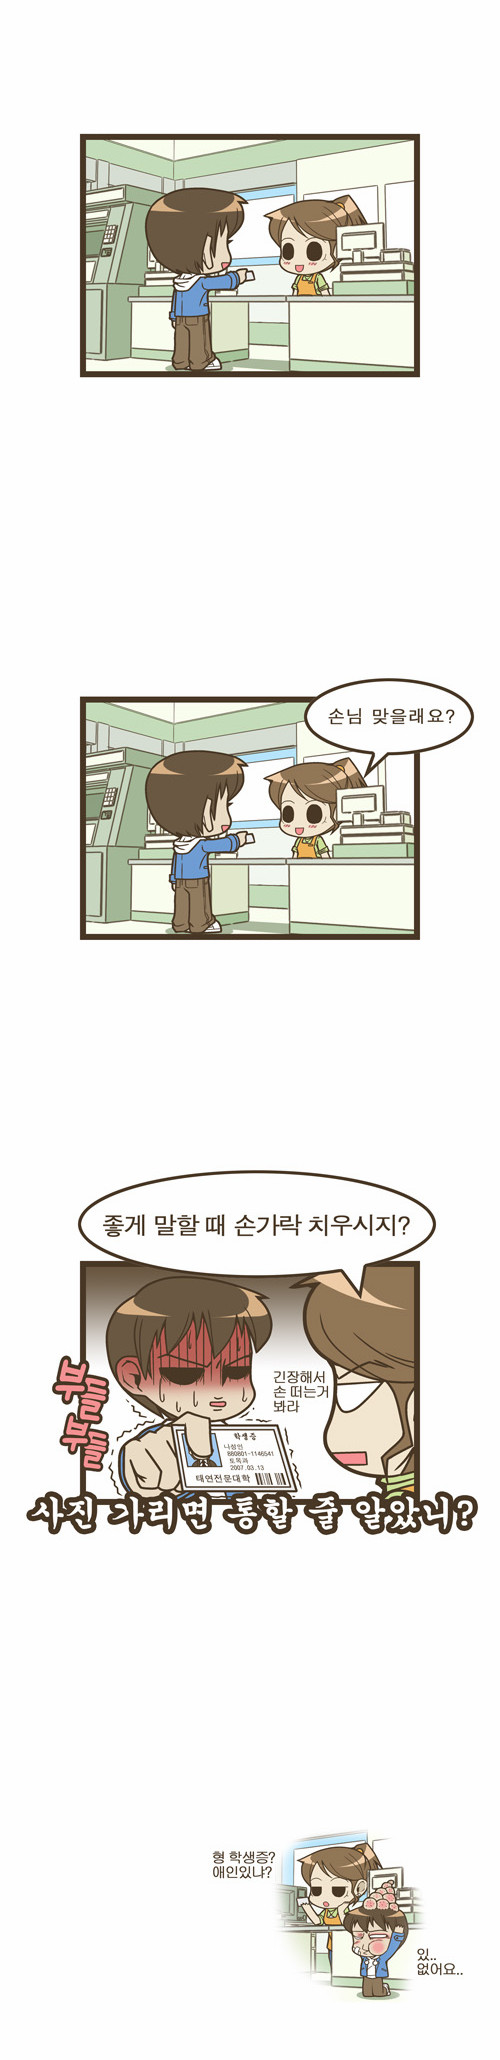 손님 맞을래요?
좋게 말할 때 손가락 치우시지?
긴장해서
손 떠는거
봐라
부들
부들
학생증
나성인
880801-1146541
토목과
2007.03.13
태연전문대학
사진 가리면 통할 줄 알았니?
형 학생증?
애인있냐?
있..
없어요..